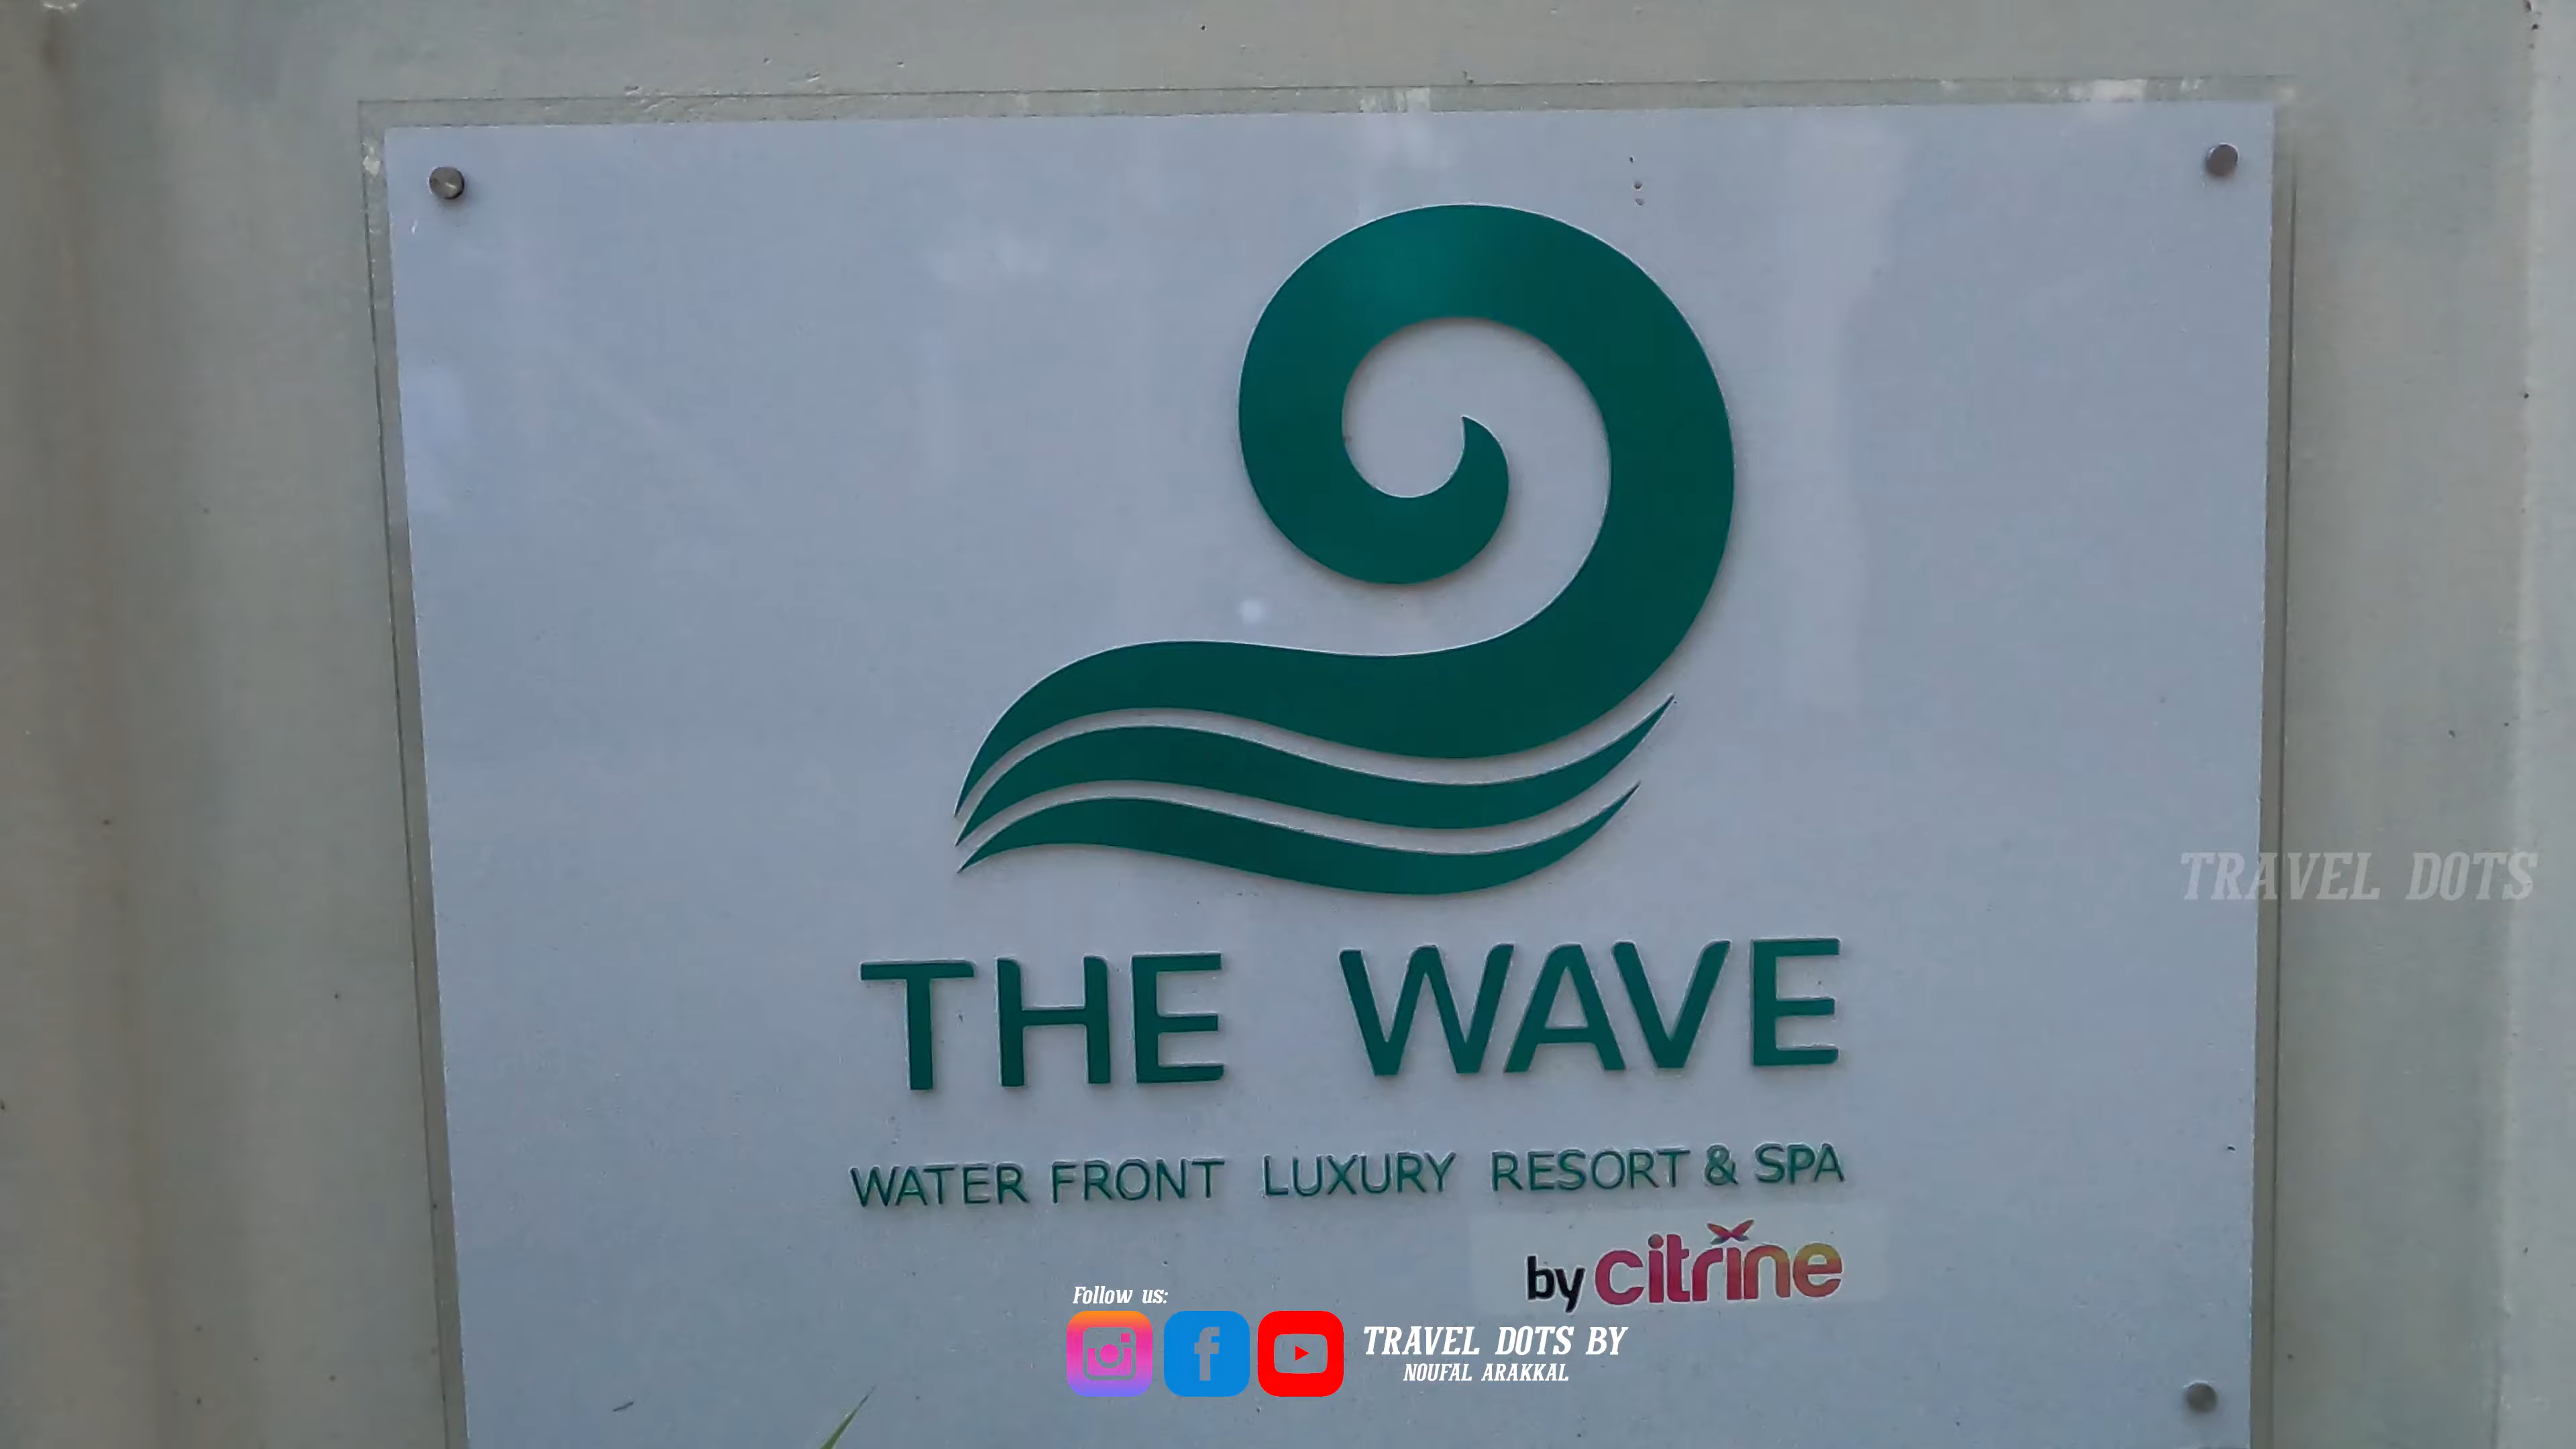 THE WAVE
WATER FRONT LUXURY RESORT & SPA
by citrine
TRAVEL DOTS
Follow us:
TRAVEL DOTS BY
NOUFAL ARAKKAL